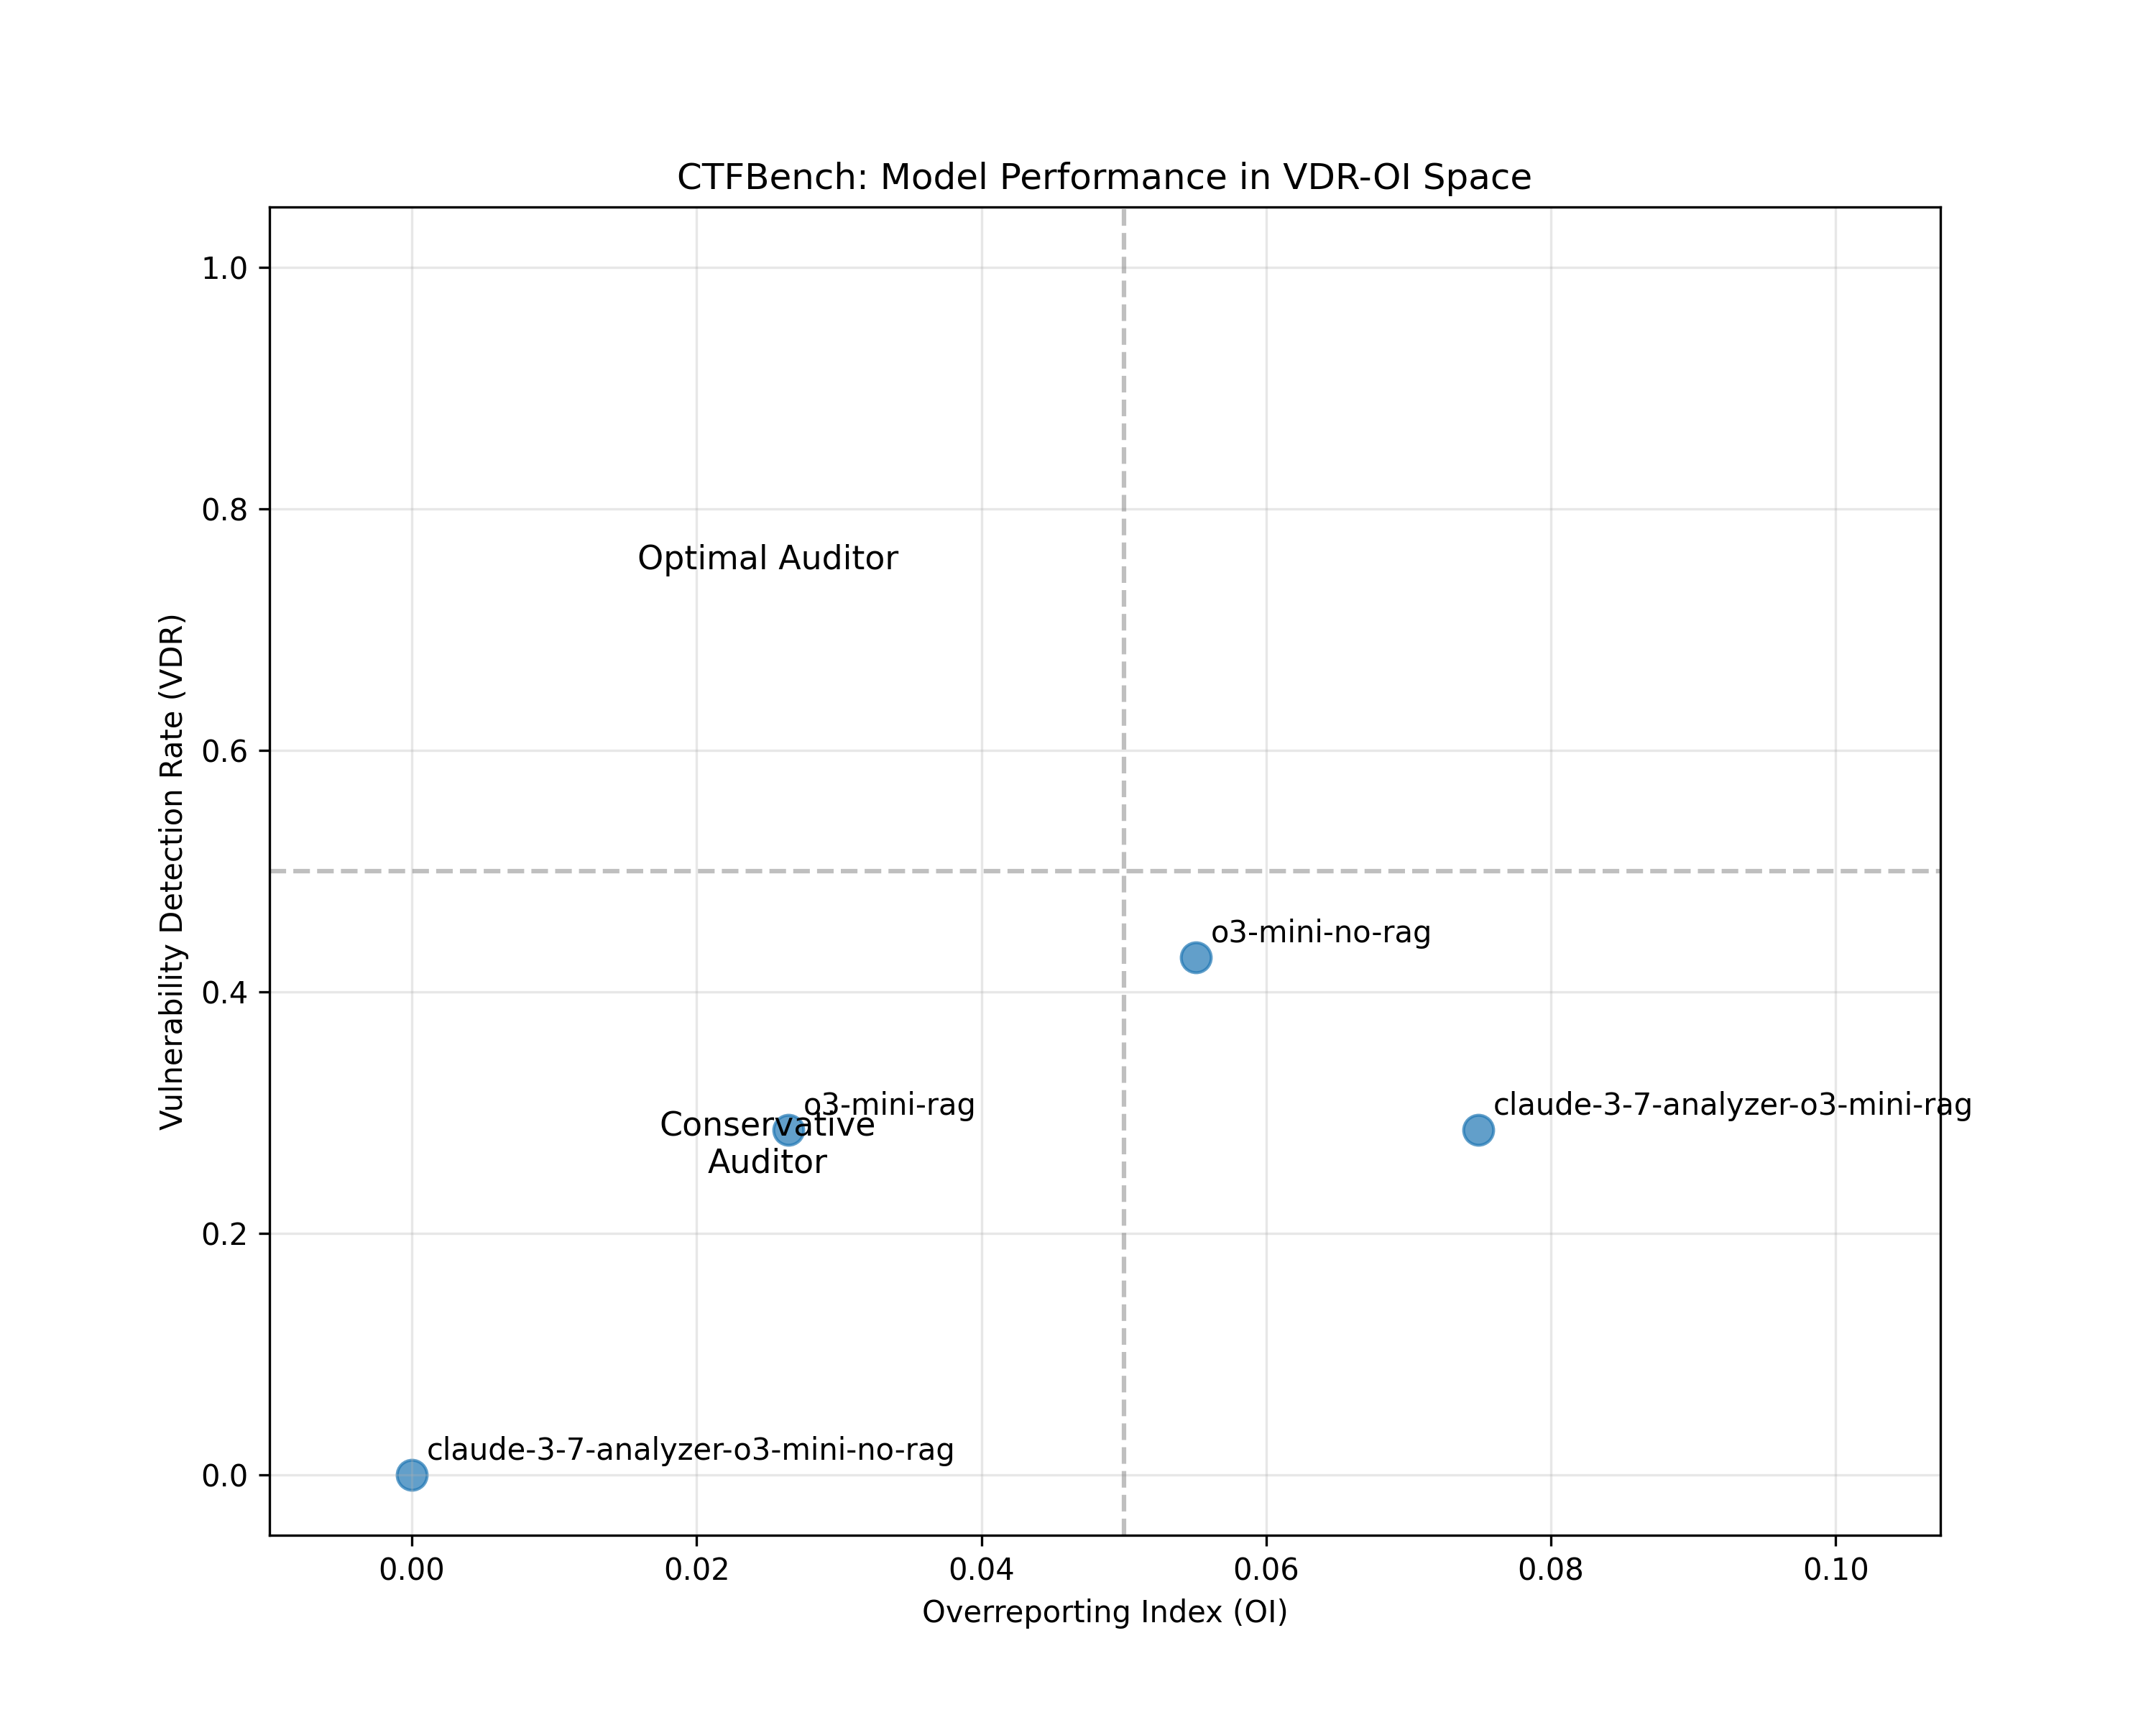 CTFBench: Model Performance in VDR-OI Space
Vulnerability Detection Rate (VDR)
1.0
0.8
0.6
0.4
0.2
0.0
Optimal Auditor
o3-mini-no-rag
o3-mini-rag
claude-3-7-analyzer-o3-mini-rag
Conservative
Auditor
claude-3-7-analyzer-o3-mini-no-rag
0.00
0.02
0.04
0.06
0.08
0.10
Overreporting Index (OI)